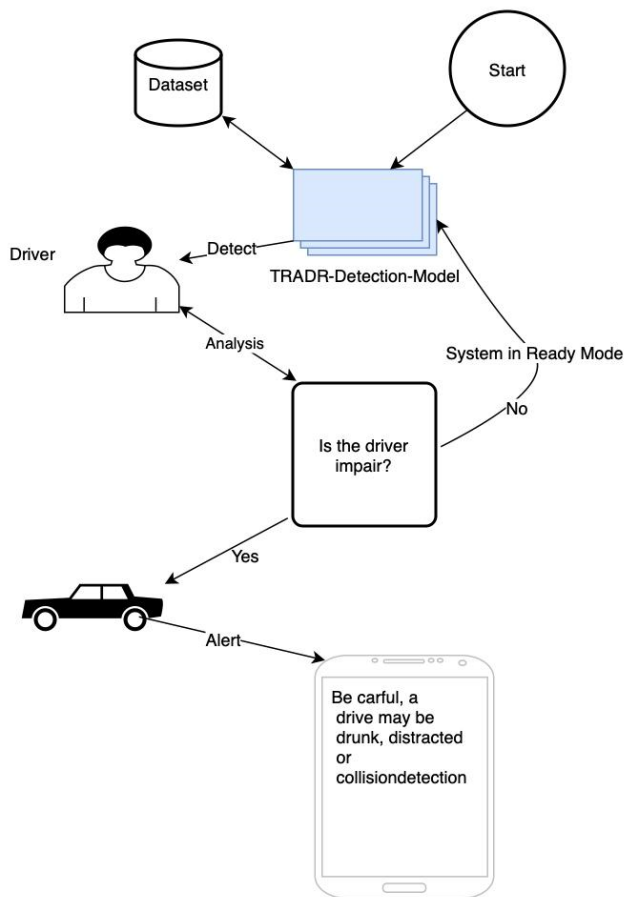 Dataset
Start
Driver
Detect
TRADR-Detection-Model
Analysis
System in Ready Mode
No
Is the driver
impair?
Yes
Alert
Be carful, a
drive may be
drunk, distracted
or
collisiondetection